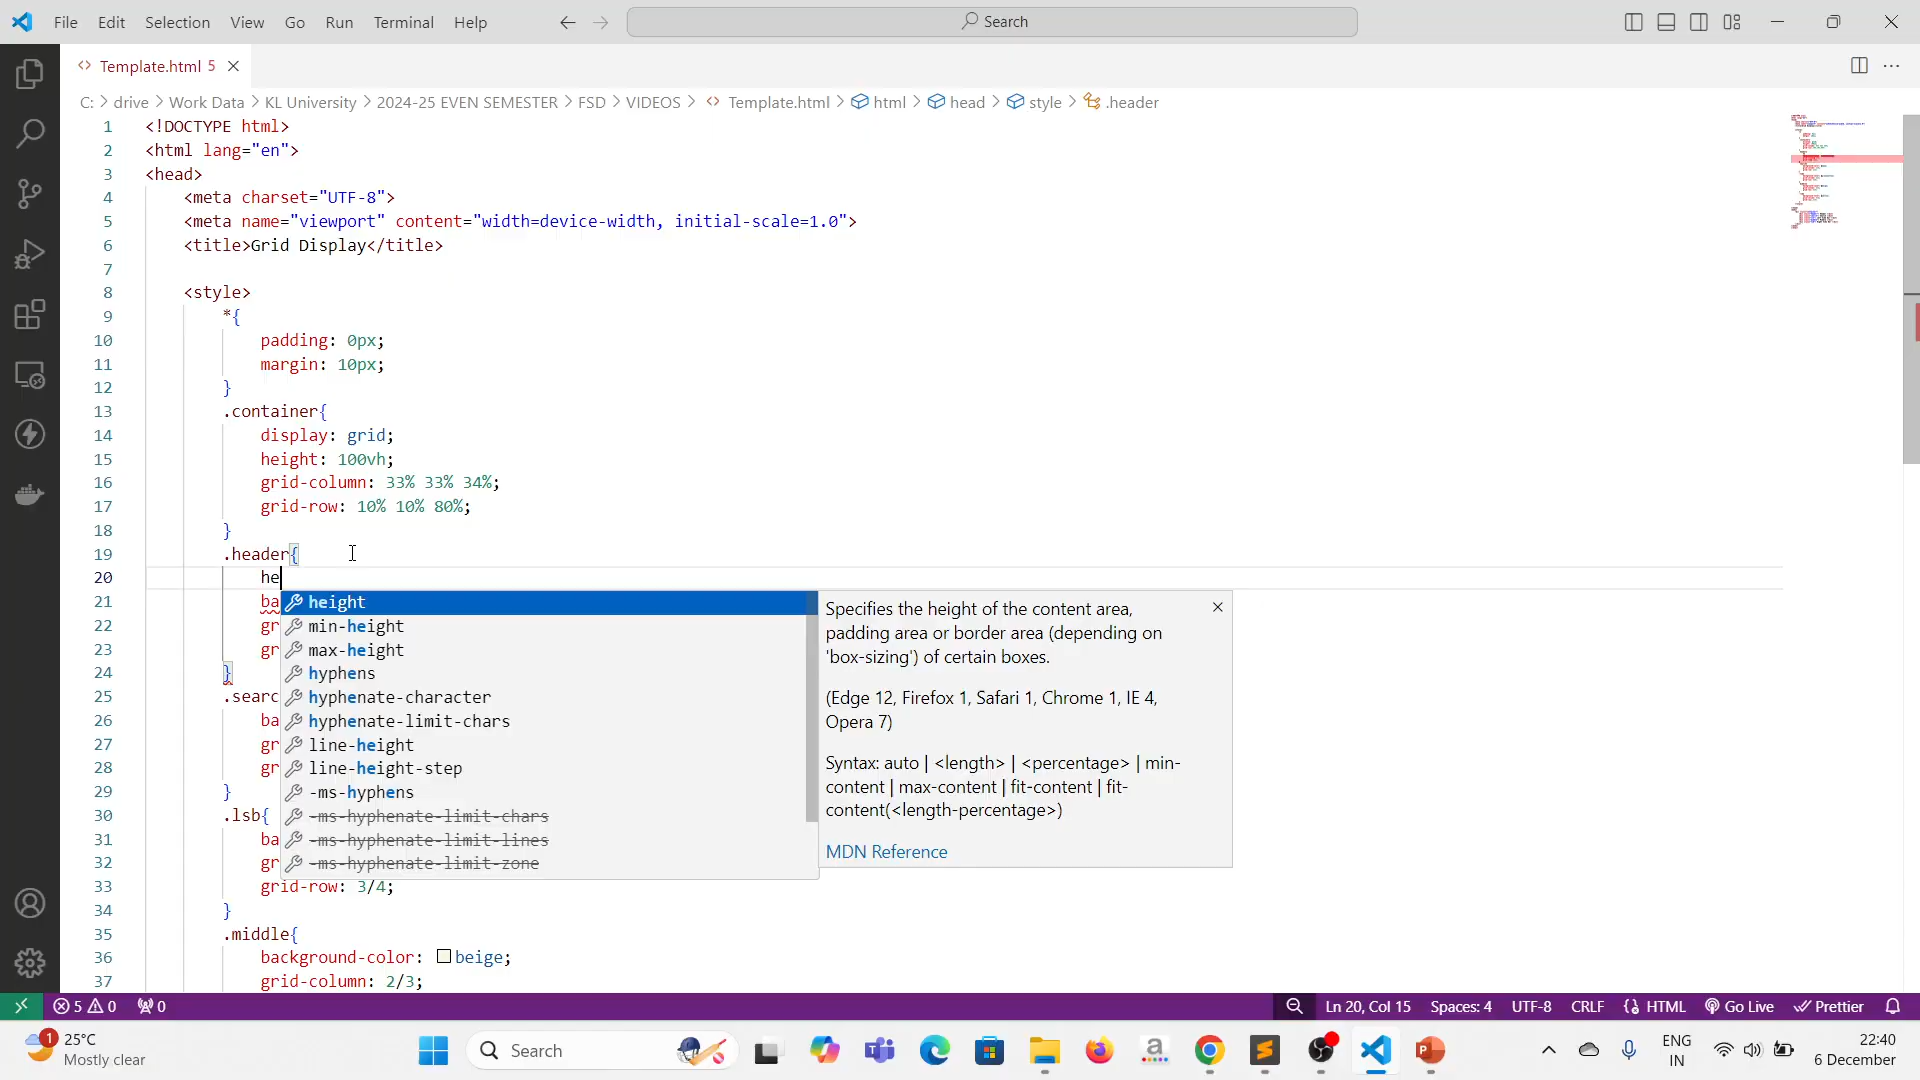 File Edit Selection View Go Run Terminal Help
Search
Template.html 5
C: > drive > Work Data > KL University > 2024-25 EVEN SEMESTER > FSD > VIDEOS > Template.html > html > head > style > .header
1 <!DOCTYPE html>
2 <html lang="en">
3 <head>
4 <meta charset="UTF-8">
5 <meta name="viewport" content="width=device-width, initial-scale=1.0">
6 <title>Grid Display</title>
7
8 <style>
9 *{
10 padding: 0px;
11 margin: 10px;
12 }
13 .container{
14 display: grid;
15 height: 100vh;
16 grid-column: 33% 33% 34%;
17 grid-row: 10% 10% 80%;
18 }
19 .header{
20 he
21 ba
22 gr
23 gr
24 }
25 .searc
26 ba
27 gr
28 gr
29 }
30 .lsb{
31 ba
32 gr
33 grid-row: 3/4;
34 }
35 .middle{
36 background-color: beige;
37 grid-column: 2/3;
height
min-height
max-height
hyphens
hyphenate-character
hyphenate-limit-chars
line-height
line-height-step
-ms-hyphens
-ms-hyphenate-limit-chars
-ms-hyphenate-limit-lines
-ms-hyphenate-limit-zone
Specifies the height of the content area,
padding area or border area (depending on
'box-sizing') of certain boxes.
(Edge 12, Firefox 1, Safari 1, Chrome 1, IE 4,
Opera 7)
Syntax: auto | <length> | <percentage> | min-
content | max-content | fit-content | fit-
content(<length-percentage>)
MDN Reference
5 0 0
Ln 20, Col 15 Spaces: 4 UTF-8 CRLF {} HTML Go Live Prettier
1
25°C
Mostly clear
Search
ENG
IN
22:40
6 December